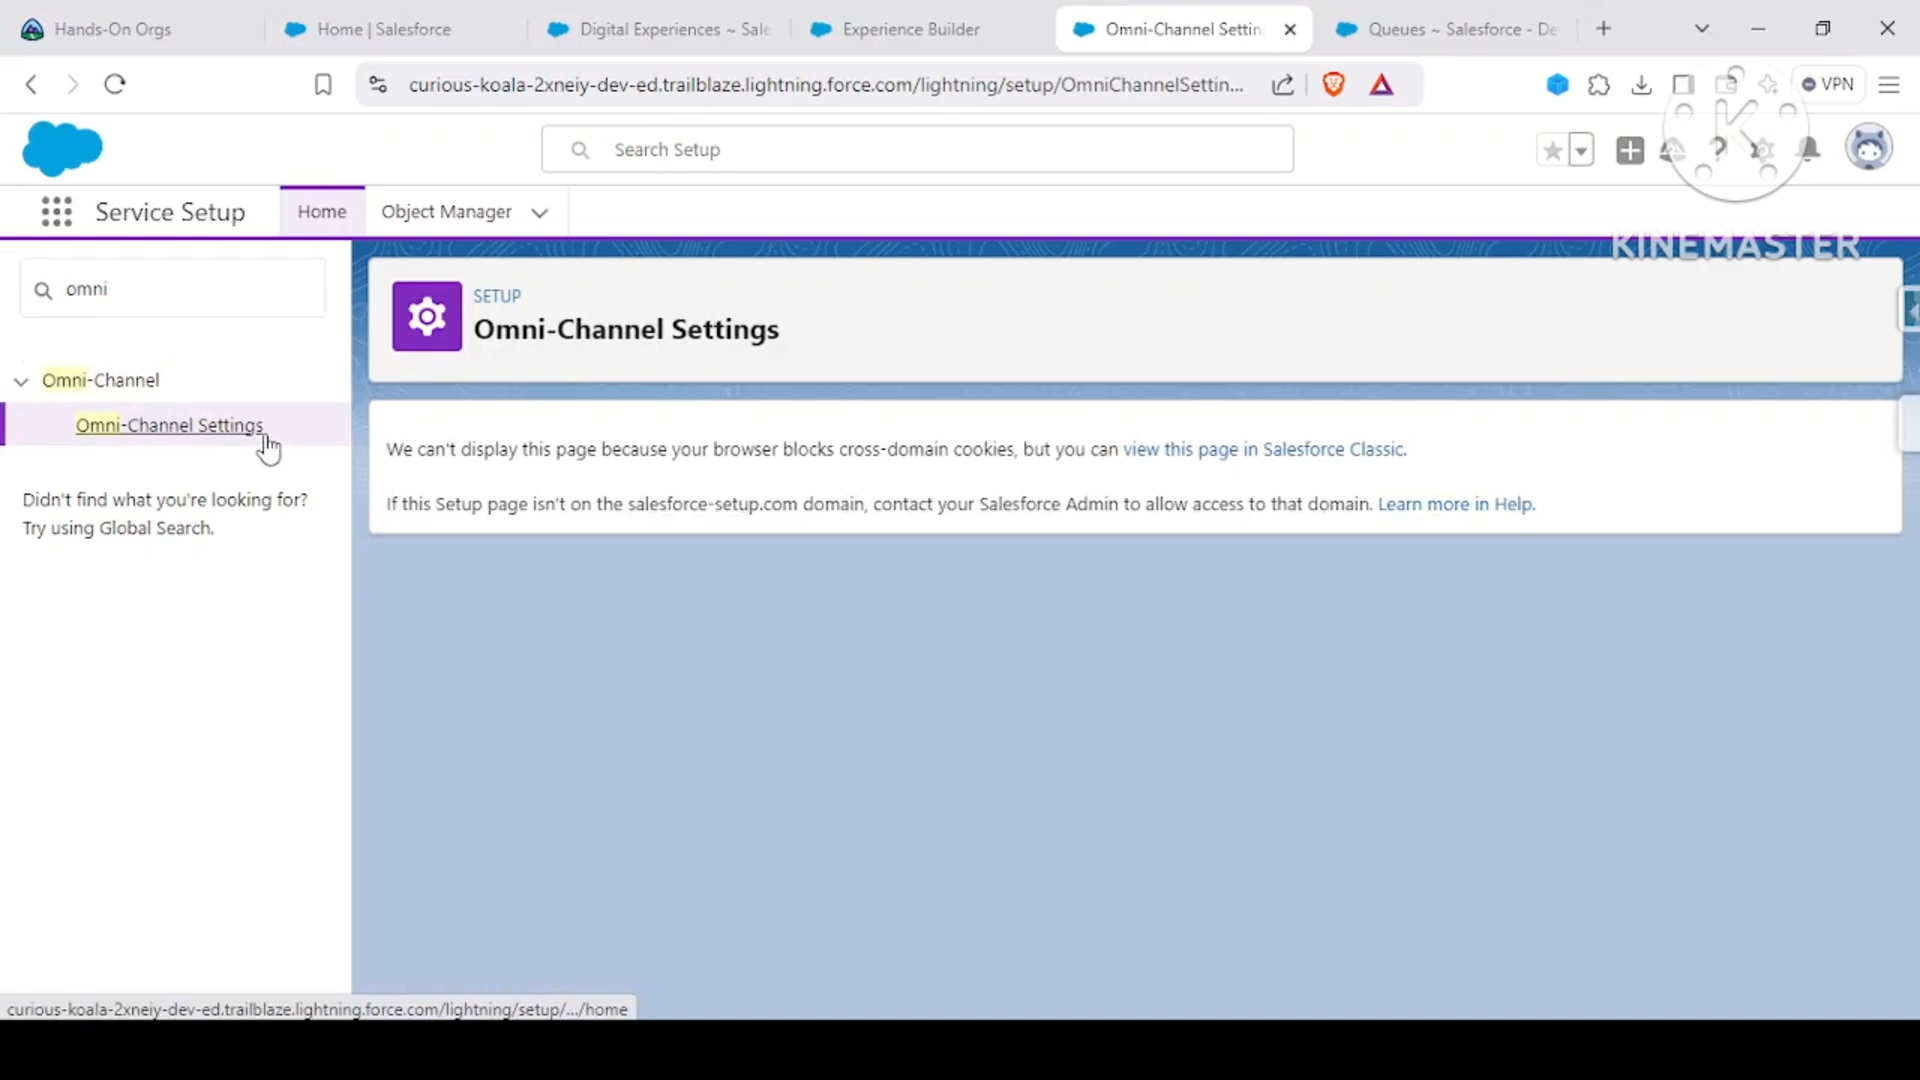 Hands-On Orgs
Home | Salesforce
Digital Experiences ~ Sale
Experience Builder
Omni-Channel Settin
Queues ~ Salesforce - De
curious-koala-2xneiy-dev-ed.trailblaze.lightning.force.com/lightning/setup/OmniChannelSettin...
VPN
Search Setup
K
Service Setup
Home
Object Manager
KINEMASTER
omni
SETUP
Omni-Channel Settings
Omni-Channel
Omni-Channel Settings
We can't display this page because your browser blocks cross-domain cookies, but you can view this page in Salesforce Classic.
If this Setup page isn't on the salesforce-setup.com domain, contact your Salesforce Admin to allow access to that domain. Learn more in Help.
Didn't find what you're looking for?
Try using Global Search.
curious-koala-2xneiy-dev-ed.trailblaze.lightning.force.com/lightning/setup/.../home